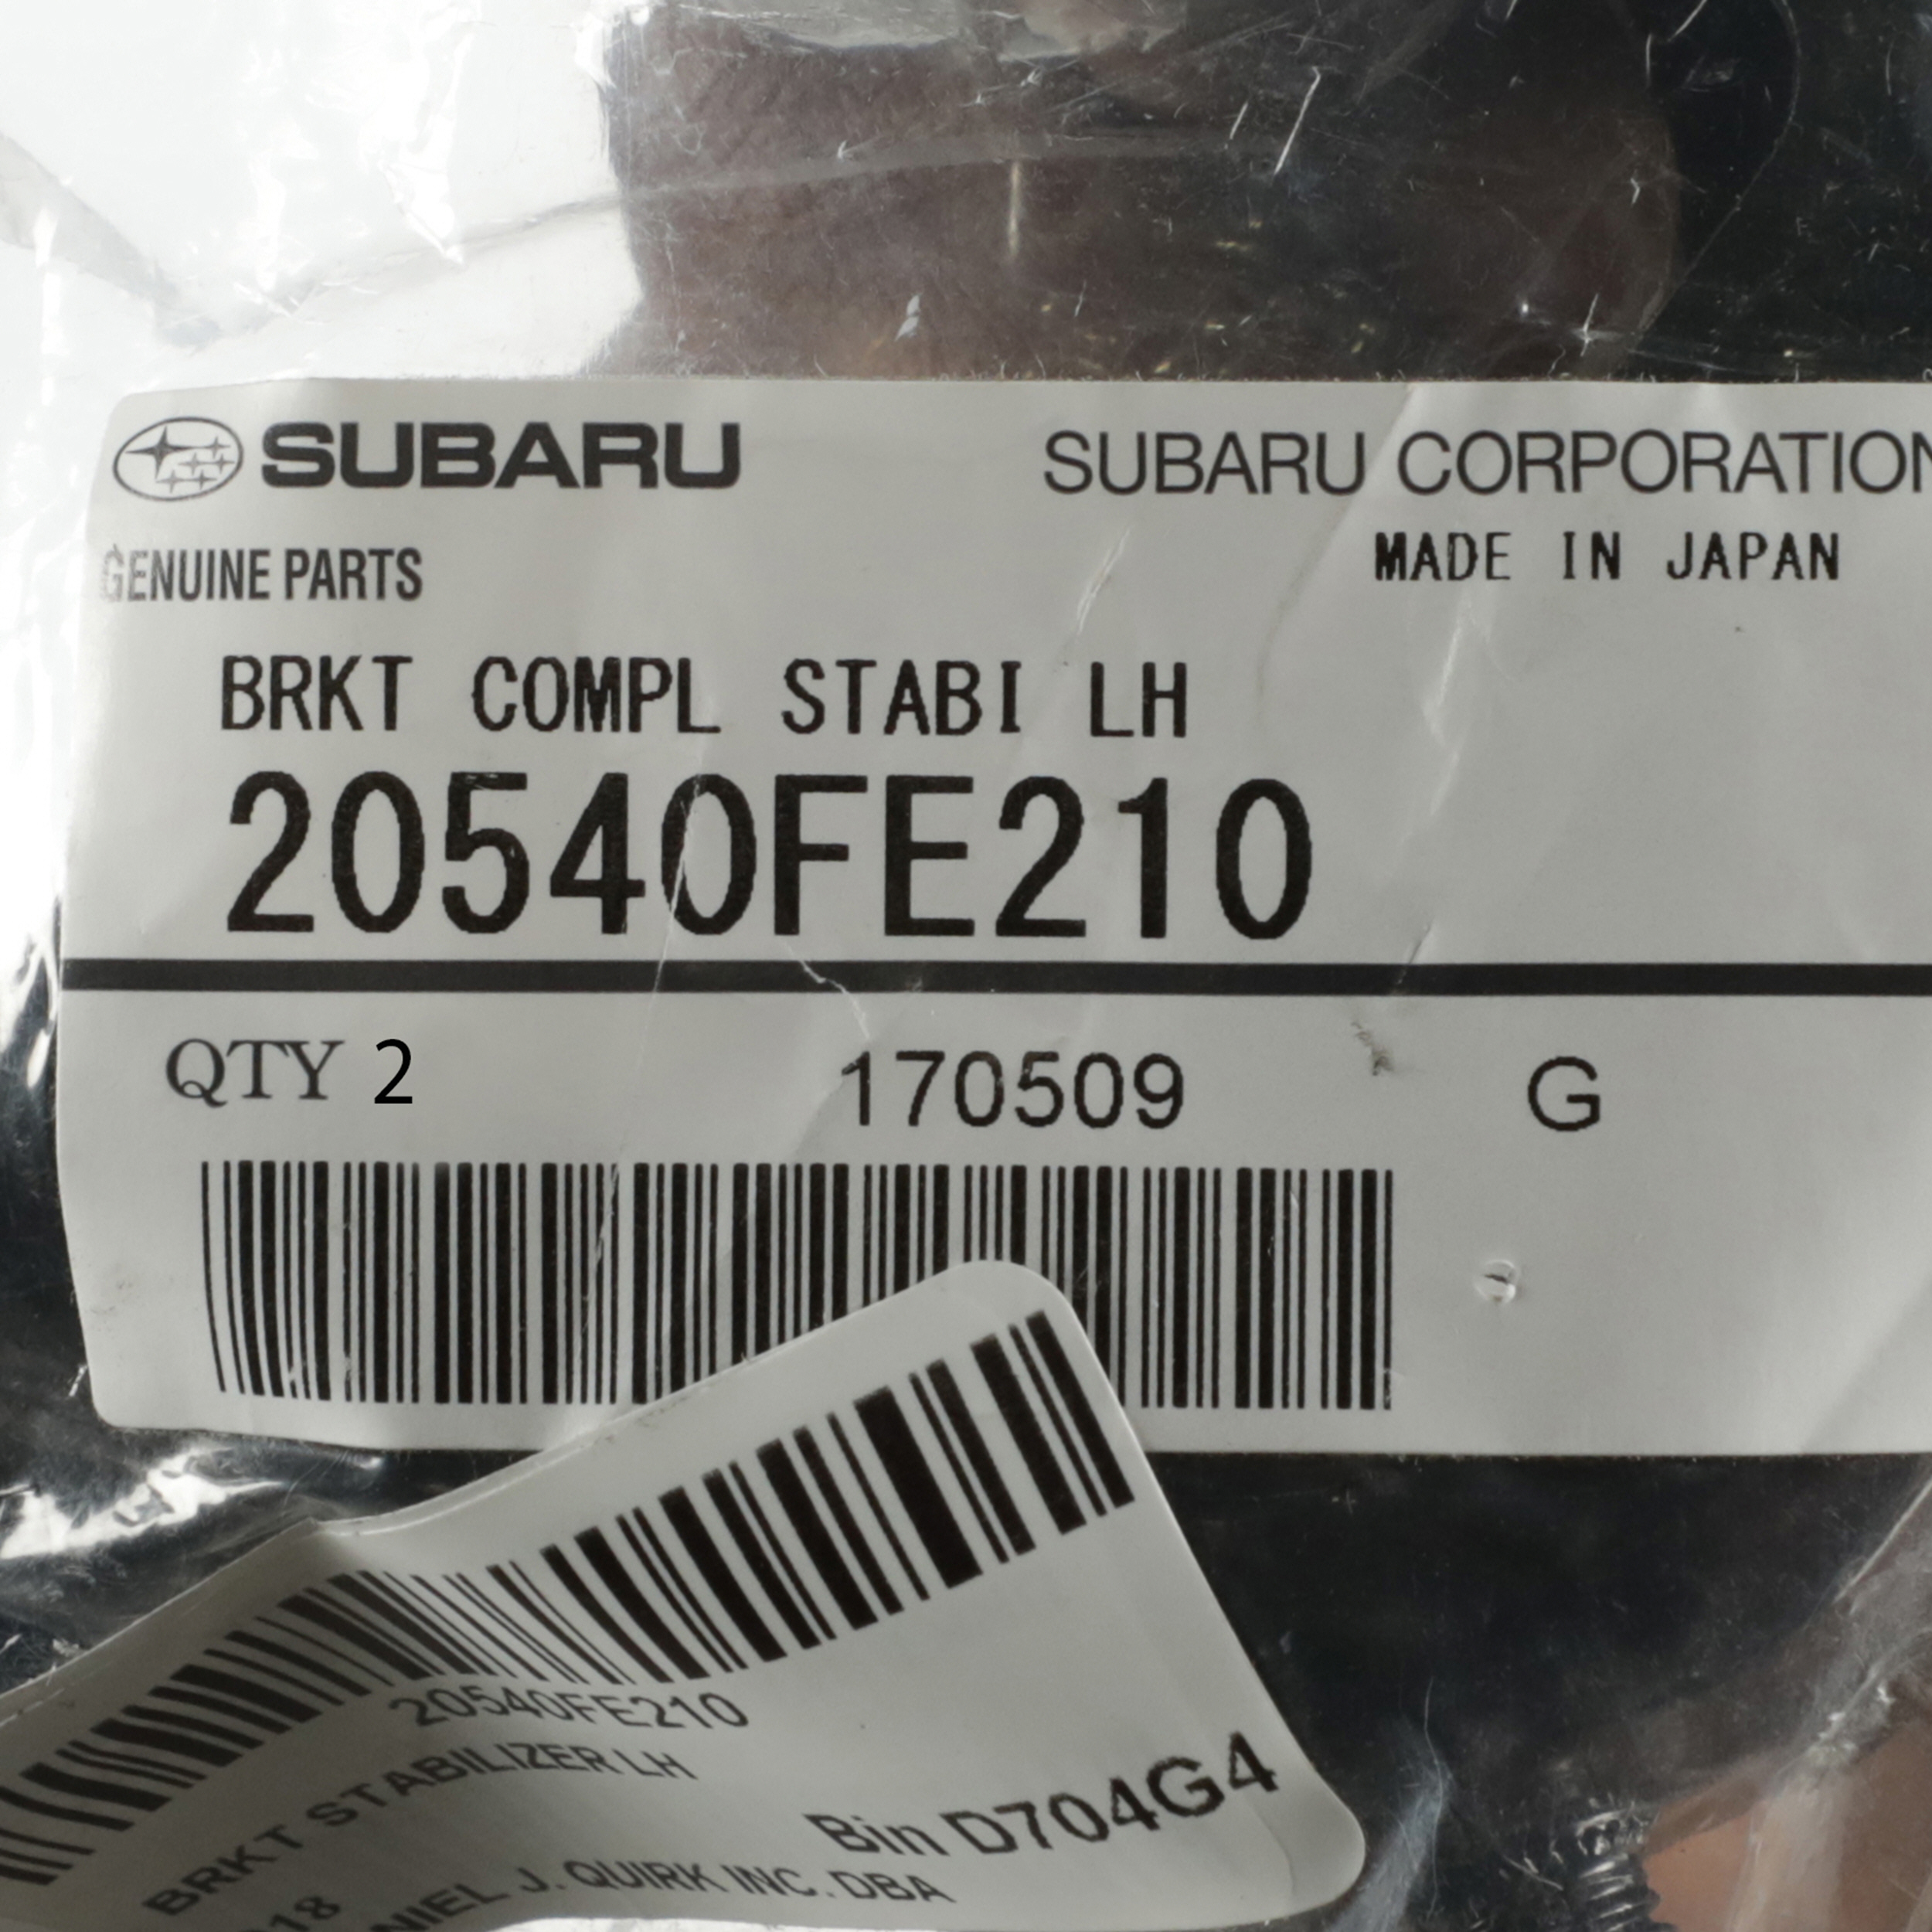 SUBARU
SUBARU CORPORATION
GENUINE PARTS
MADE IN JAPAN
BRKT COMPL STABI LH
20540FE210
QTY 2
170509
G
20540FE210
BRKT STABILIZER LH
Bin D704G4
J. QUIRK INC. DBA